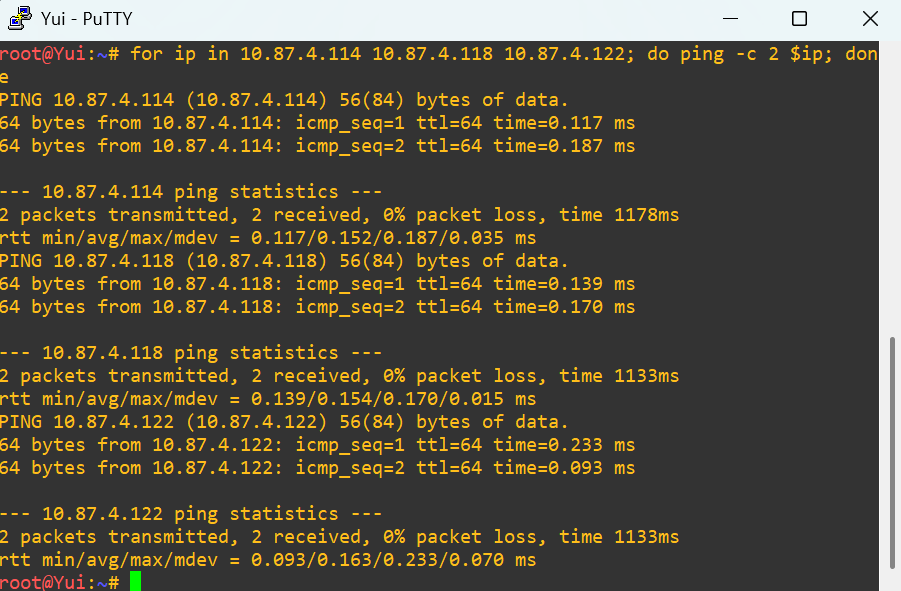 Yui - PuTTY
root@Yui:~# for ip in 10.87.4.114 10.87.4.118 10.87.4.122; do ping -c 2 $ip; don
e
PING 10.87.4.114 (10.87.4.114) 56(84) bytes of data.
64 bytes from 10.87.4.114: icmp_seq=1 ttl=64 time=0.117 ms
64 bytes from 10.87.4.114: icmp_seq=2 ttl=64 time=0.187 ms

--- 10.87.4.114 ping statistics ---
2 packets transmitted, 2 received, 0% packet loss, time 1178ms
rtt min/avg/max/mdev = 0.117/0.152/0.187/0.035 ms
PING 10.87.4.118 (10.87.4.118) 56(84) bytes of data.
64 bytes from 10.87.4.118: icmp_seq=1 ttl=64 time=0.139 ms
64 bytes from 10.87.4.118: icmp_seq=2 ttl=64 time=0.170 ms

--- 10.87.4.118 ping statistics ---
2 packets transmitted, 2 received, 0% packet loss, time 1133ms
rtt min/avg/max/mdev = 0.139/0.154/0.170/0.015 ms
PING 10.87.4.122 (10.87.4.122) 56(84) bytes of data.
64 bytes from 10.87.4.122: icmp_seq=1 ttl=64 time=0.233 ms
64 bytes from 10.87.4.122: icmp_seq=2 ttl=64 time=0.093 ms

--- 10.87.4.122 ping statistics ---
2 packets transmitted, 2 received, 0% packet loss, time 1133ms
rtt min/avg/max/mdev = 0.093/0.163/0.233/0.070 ms
root@Yui:~#